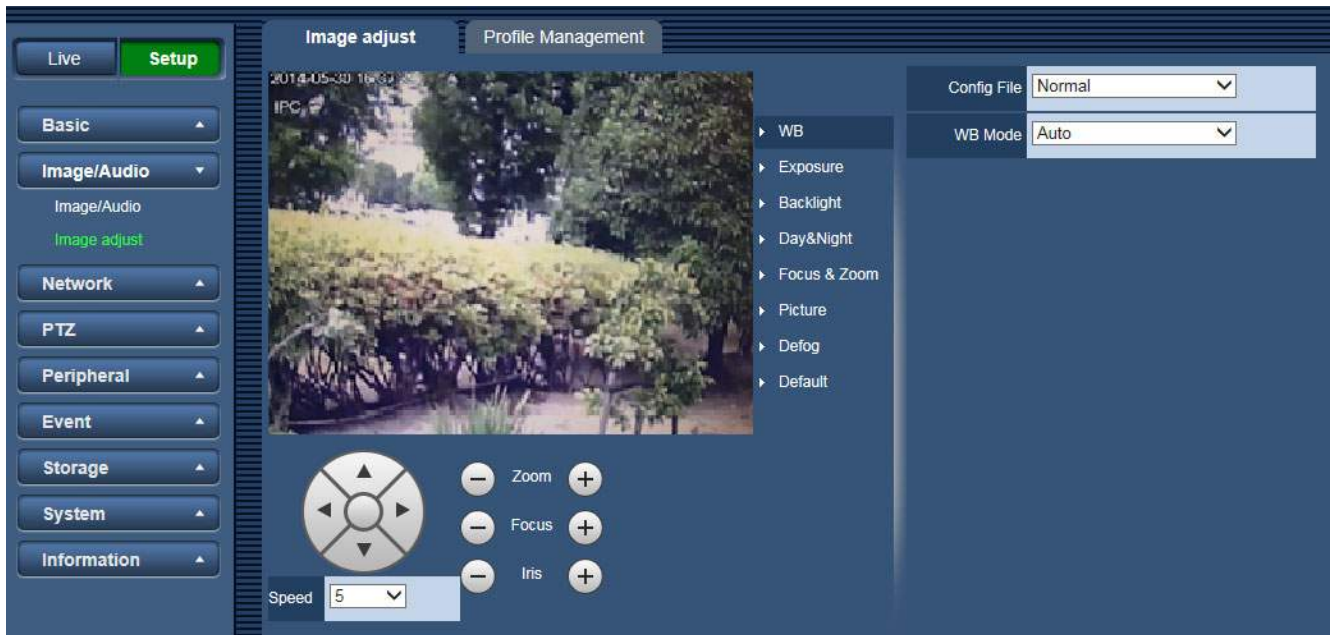 Live
Setup
Basic
Image/Audio
Image/Audio
Image adjust
Network
PTZ
Peripheral
Event
Storage
System
Information
Image adjust
Profile Management
2014-05-30
IPC
WB
Exposure
Backlight
Day&Night
Focus & Zoom
Picture
Defog
Default
Config File Normal
WB Mode Auto
Zoom
Focus
Iris
Speed 5